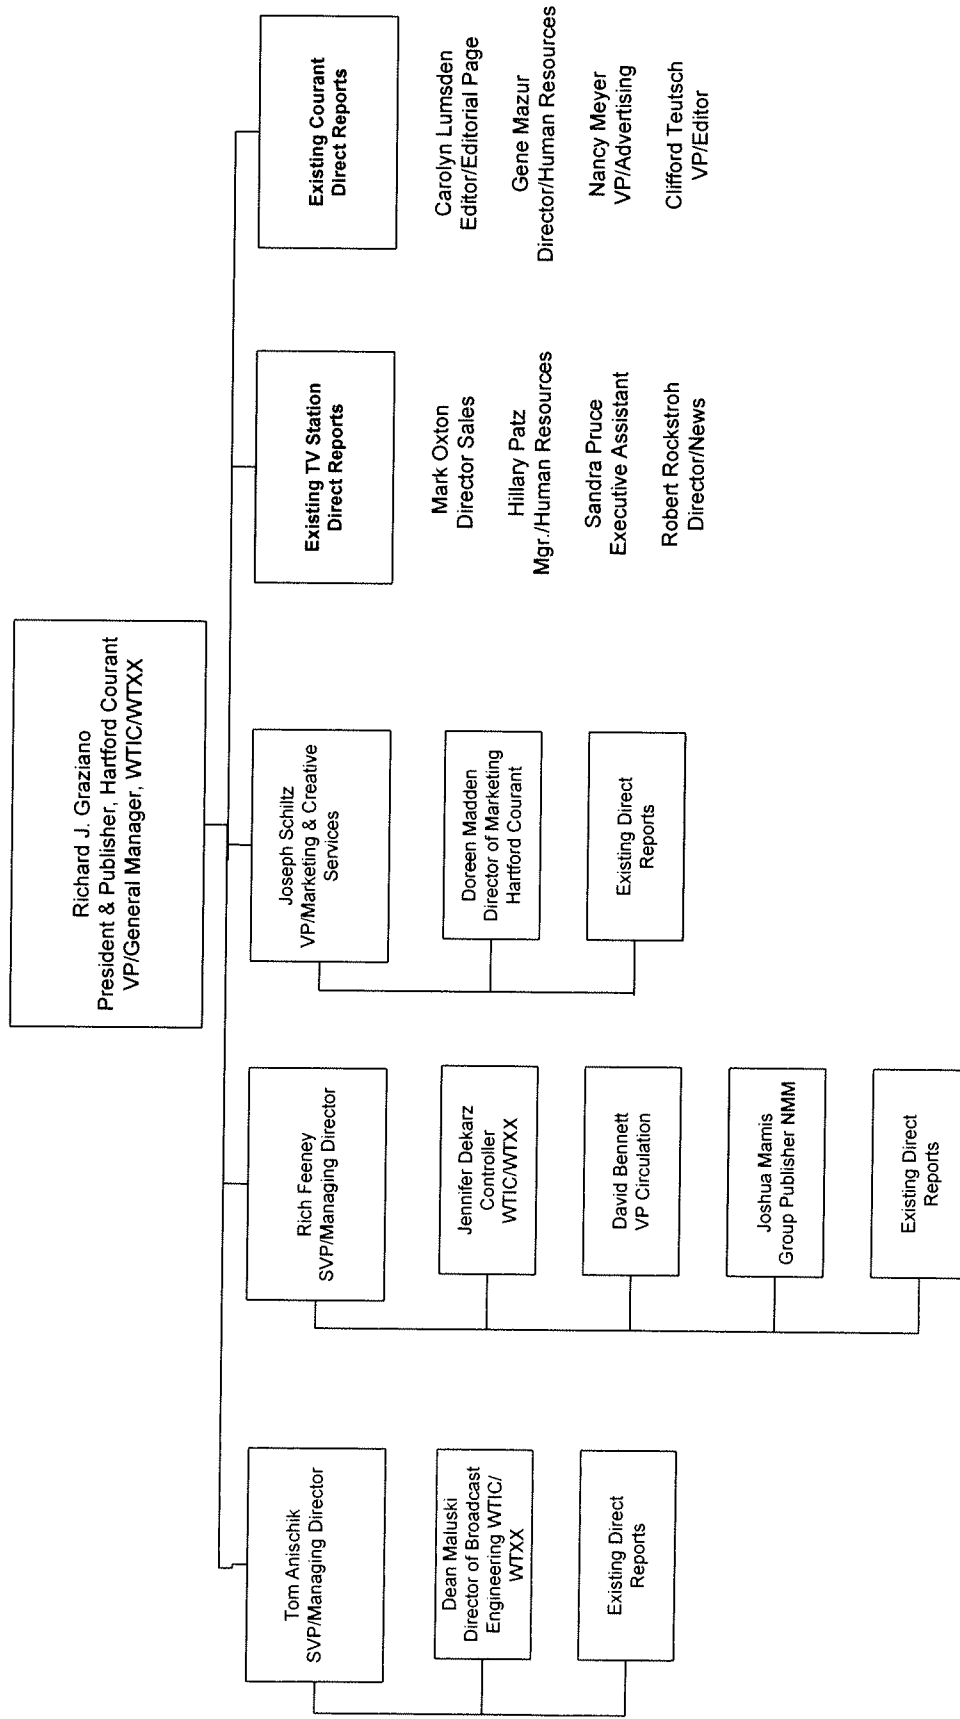 Richard J. Graziano
President & Publisher, Hartford Courant
VP/General Manager, WTIC/WTXX
Tom Anischik
SVP/Managing Director
Dean Maluski
Director of Broadcast
Engineering WTIC/
WTXX
Existing Direct
Reports
Rich Feeney
SVP/Managing Director
Jennifer Dekarz
Controller
WTIC/WTXX
David Bennett
VP Circulation
Joshua Mamis
Group Publisher NMM
Existing Direct
Reports
Joseph Schiltz
VP/Marketing & Creative
Services
Doreen Madden
Director of Marketing
Hartford Courant
Existing Direct
Reports
Existing TV Station
Direct Reports
Mark Oxton
Director Sales
Hillary Patz
Mgr./Human Resources
Sandra Pruce
Executive Assistant
Robert Rockstroh
Director/News
Existing Courant
Direct Reports
Carolyn Lumsden
Editor/Editorial Page
Gene Mazur
Director/Human Resources
Nancy Meyer
VP/Advertising
Clifford Teutsch
VP/Editor